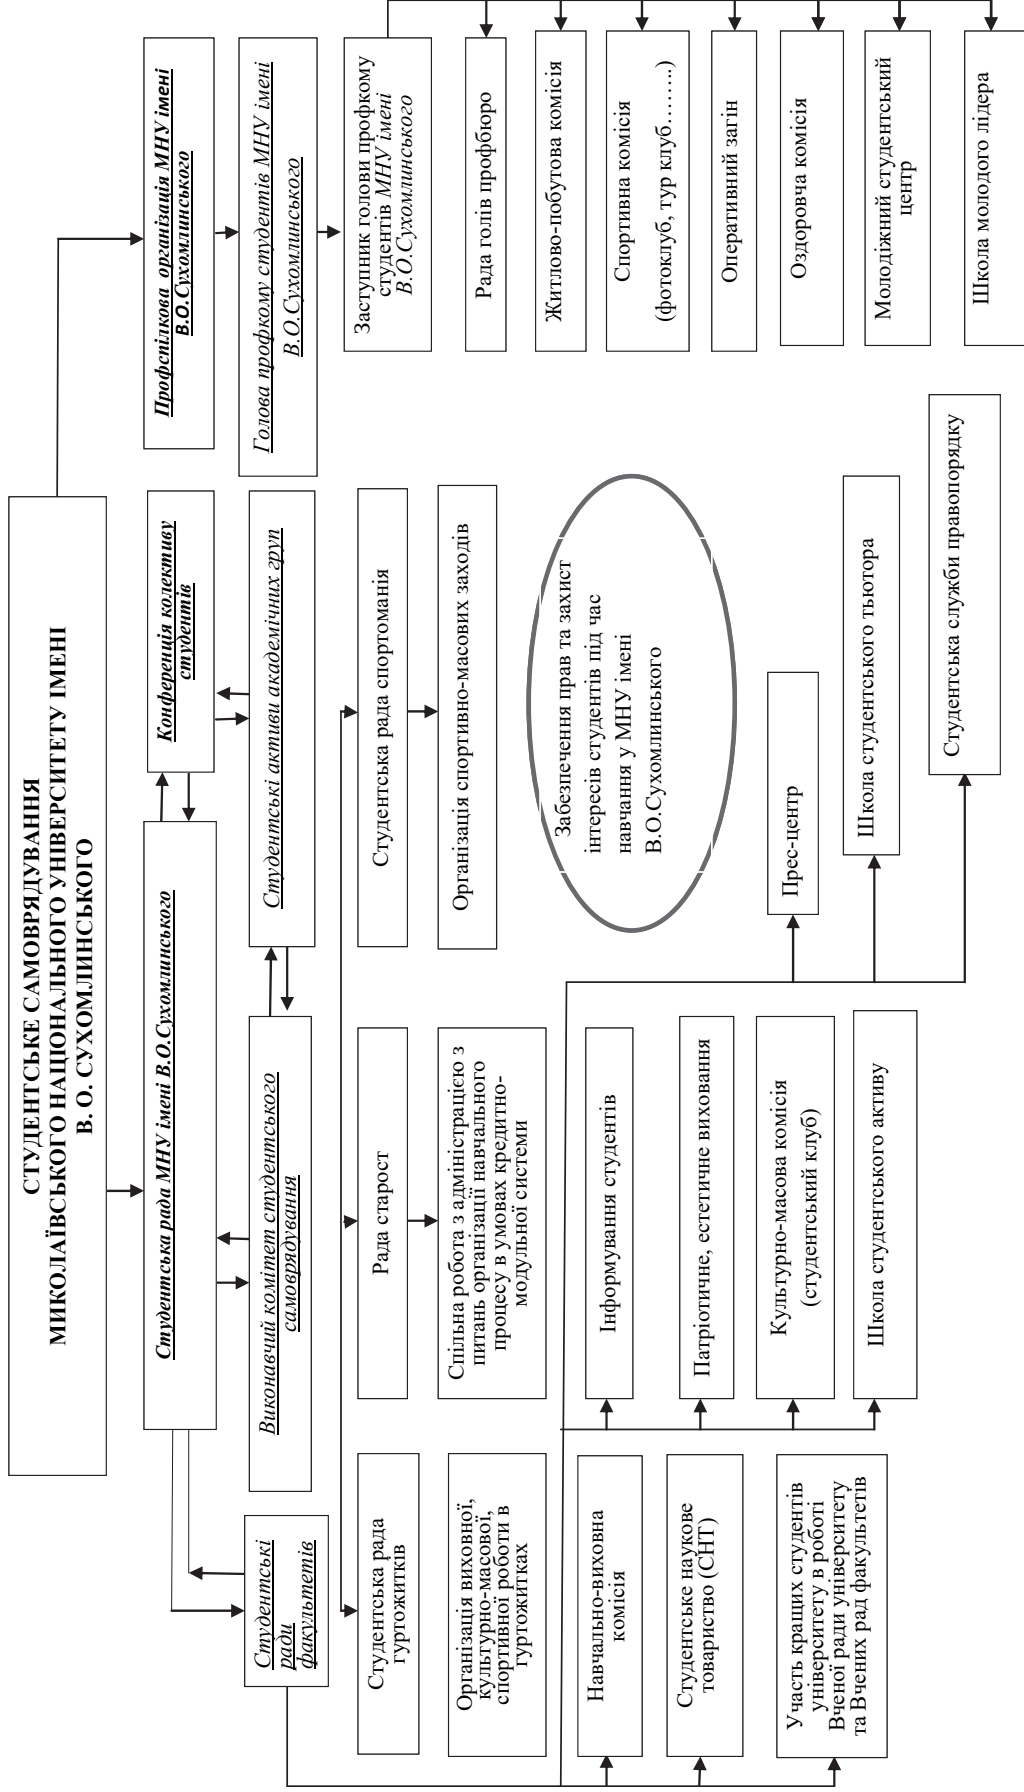 СТУДЕНТСЬКЕ САМОВРЯДУВАННЯ
МИКОЛАЇВСЬКОГО НАЦІОНАЛЬНОГО УНІВЕРСИТЕТУ ІМЕНІ
В. О. СУХОМЛИНСЬКОГО
Студентська рада МНУ імені В.О.Сухомлинського
Конференція колективу
студентів
Профспілкова організація МНУ імені
В.О.Сухомлинського
Студентські
ради
факультетів
Виконавчий комітет студентського
самоврядування
Студентські активи академічних груп
Голова профкому студентів МНУ імені
В.О.Сухомлинського
Студентська рада
гуртожитків
Рада старост
Студентська рада спортоманія
Заступник голови профкому
студентів МНУ імені
В.О.Сухомлинського
Організація виховної,
культурно-масової,
спортивної роботи в
гуртожитках
Спільна робота з адміністрацією з
питань організації навчального
процесу в умовах кредитно-
модульної системи
Організація спортивно-масових заходів
Рада голів профбюро
Житлово-побутова комісія
Спортивна комісія
(фотоклуб, тур клуб……..)
Оперативний загін
Оздоровча комісія
Молодіжний студентський
центр
Школа молодого лідера
Забезпечення прав та захист
інтересів студентів під час
навчання у МНУ імені
В.О.Сухомлинського
Навчально-виховна
комісія
Студентське наукове
товариство (СНТ)
Участь кращих студентів
університету в роботі
Вченої ради університету
та Вчених рад факультетів
Інформування студентів
Патріотичне, естетичне виховання
Культурно-масова комісія
(студентський клуб)
Школа студентського активу
Прес-центр
Школа студентського тьютора
Студентська служби правопорядку